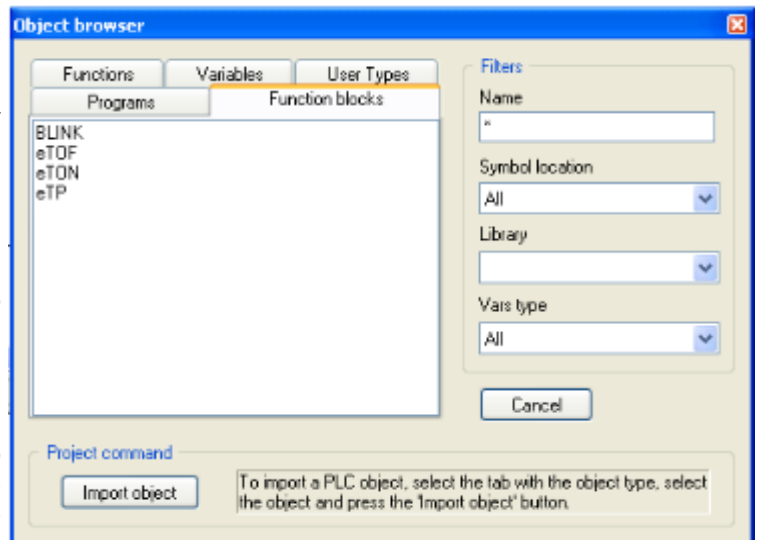 Object browser
Functions
Variables
User Types
Programs
Function blocks
BLINK
eTOF
eTON
eTP
Filters
Name
*
Symbol location
All
Library
Vars type
All
Cancel
Project command
Import object
To import a PLC object, select the tab with the object type, select
the object and press the 'Import object' button.